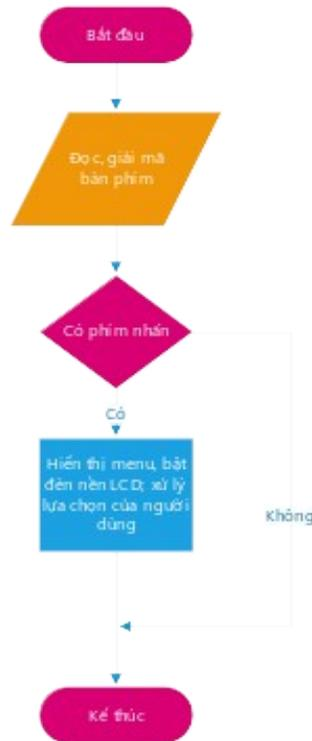 Bắt đầu
Đọc, giải mã
bàn phím
Có phím nhấn
Có
Hiển thị menu, bật
đèn nền LCD; xử lý
lựa chọn của người
dùng
Không
Kế thúc